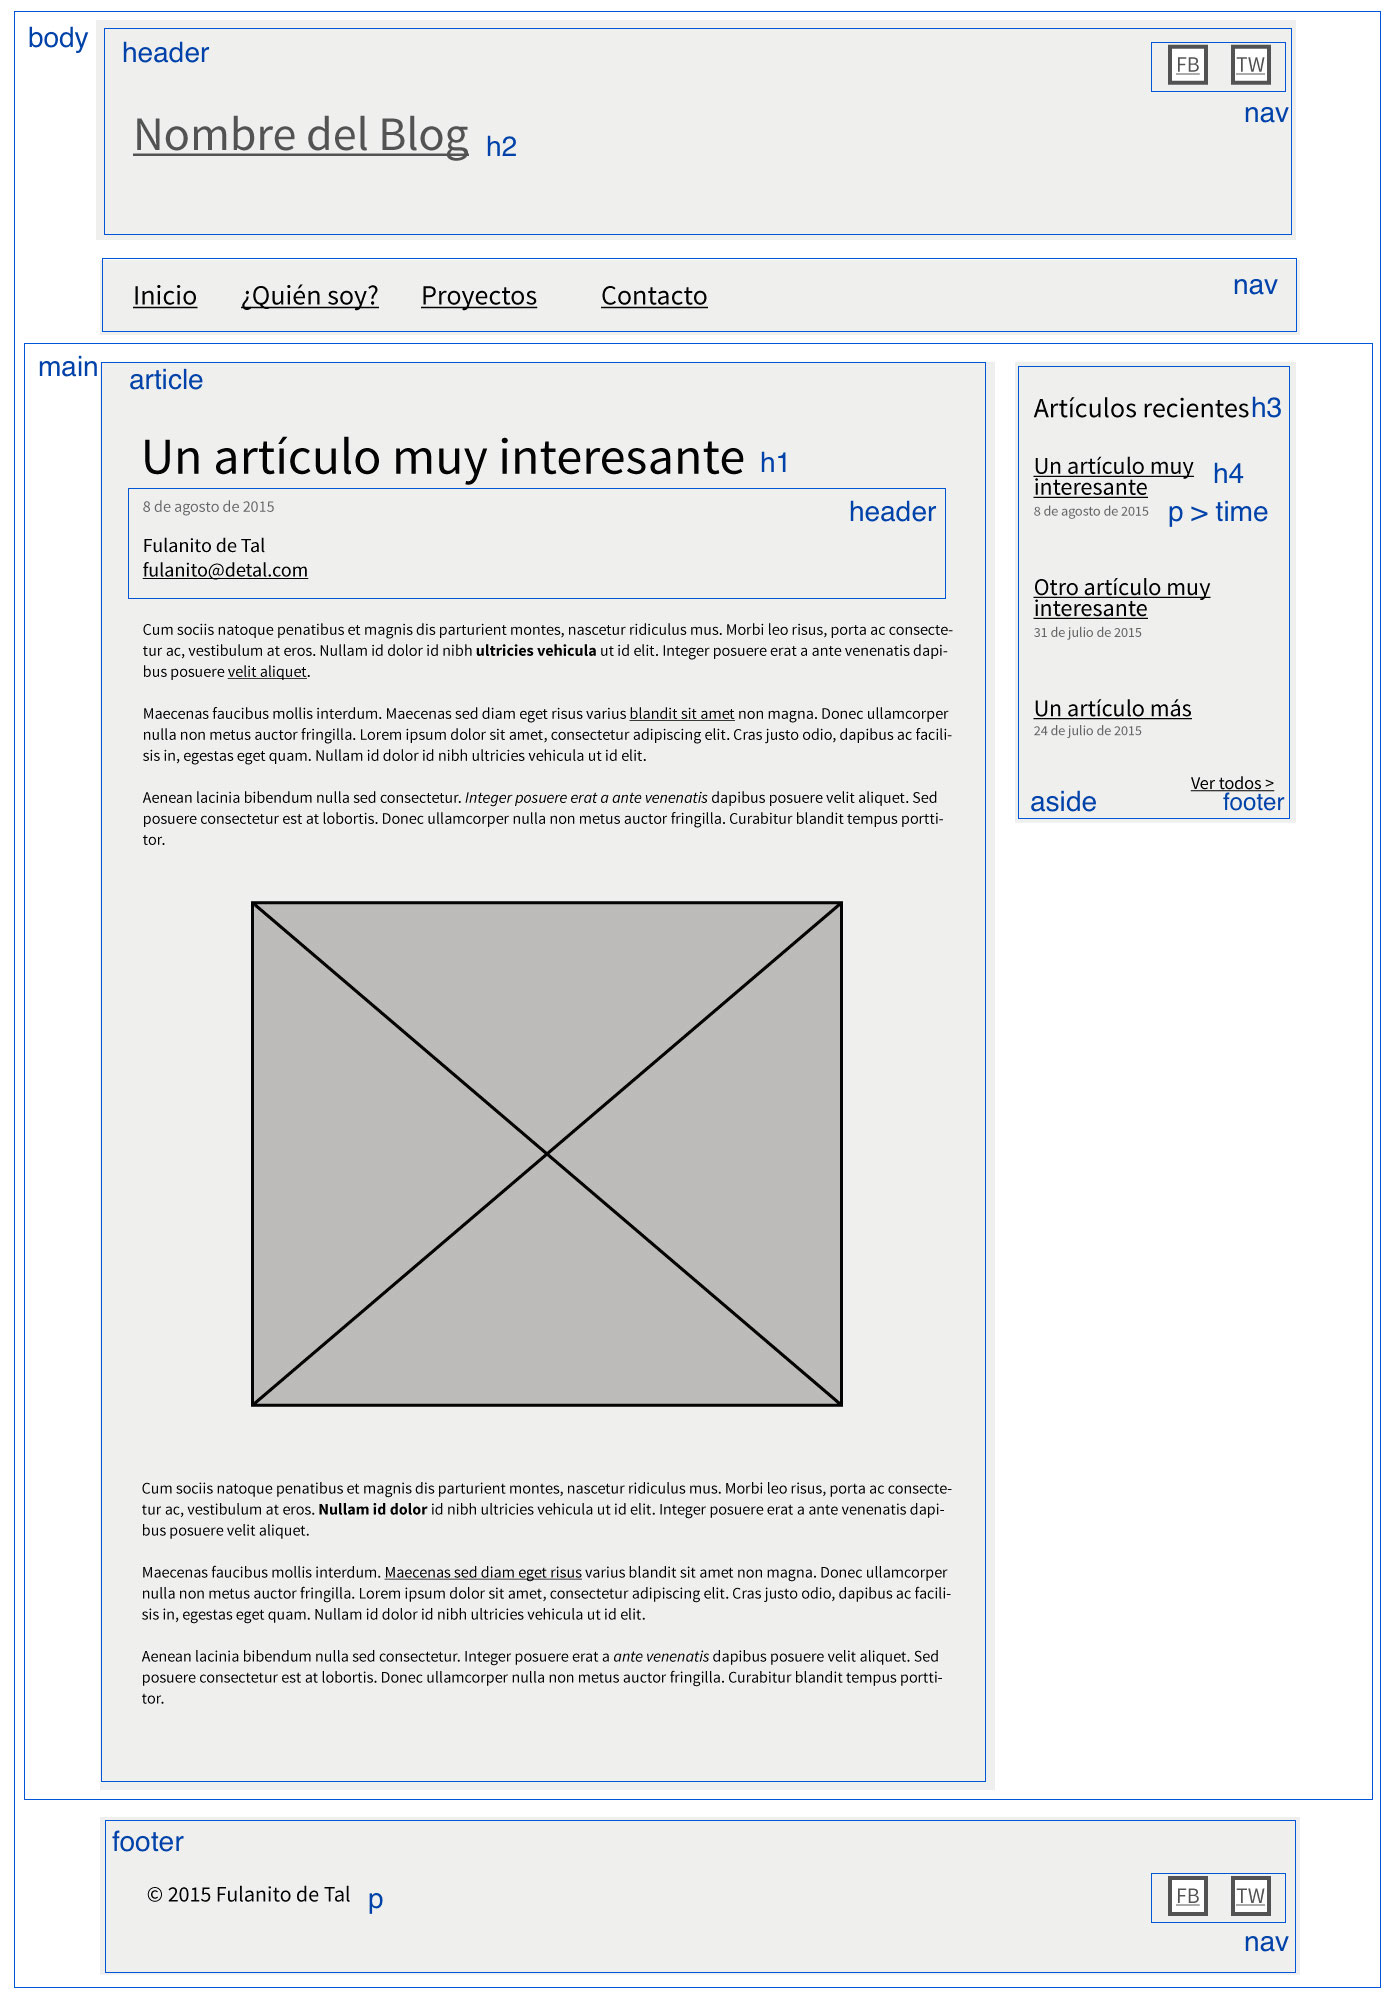 body
header
FB TW
nav
Nombre del Blog h2
Inicio ¿Quién soy? Proyectos Contacto nav
main
article
Un artículo muy interesante h1
8 de agosto de 2015 header
Fulanito de Tal
fulanito@detal.com
Cum sociis natoque penatibus et magnis dis parturient montes, nascetur ridiculus mus. Morbi leo risus, porta ac consecte-
tur ac, vestibulum at eros. Nullam id dolor id nibh ultricies vehicula ut id elit. Integer posuere erat a ante venenatis dapi-
bus posuere velit aliquet.
Maecenas faucibus mollis interdum. Maecenas sed diam eget risus varius blandit sit amet non magna. Donec ullamcorper
nulla non metus auctor fringilla. Lorem ipsum dolor sit amet, consectetur adipiscing elit. Cras justo odio, dapibus ac facili-
sis in, egestas eget quam. Nullam id dolor id nibh ultricies vehicula ut id elit.
Aenean lacinia bibendum nulla sed consectetur. Integer posuere erat a ante venenatis dapibus posuere velit aliquet. Sed
posuere consectetur est at lobortis. Donec ullamcorper nulla non metus auctor fringilla. Curabitur blandit tempus portti-
tor.
Cum sociis natoque penatibus et magnis dis parturient montes, nascetur ridiculus mus. Morbi leo risus, porta ac consecte-
tur ac, vestibulum at eros. Nullam id dolor id nibh ultricies vehicula ut id elit. Integer posuere erat a ante venenatis dapi-
bus posuere velit aliquet.
Maecenas faucibus mollis interdum. Maecenas sed diam eget risus varius blandit sit amet non magna. Donec ullamcorper
nulla non metus auctor fringilla. Lorem ipsum dolor sit amet, consectetur adipiscing elit. Cras justo odio, dapibus ac facili-
sis in, egestas eget quam. Nullam id dolor id nibh ultricies vehicula ut id elit.
Aenean lacinia bibendum nulla sed consectetur. Integer posuere erat a ante venenatis dapibus posuere velit aliquet. Sed
posuere consectetur est at lobortis. Donec ullamcorper nulla non metus auctor fringilla. Curabitur blandit tempus portti-
tor.
Artículos recientes h3
Un artículo muy h4
interesante
8 de agosto de 2015 p > time
Otro artículo muy
interesante
31 de julio de 2015
Un artículo más
24 de julio de 2015
Ver todos >
aside footer
footer
© 2015 Fulanito de Tal p
FB TW
nav